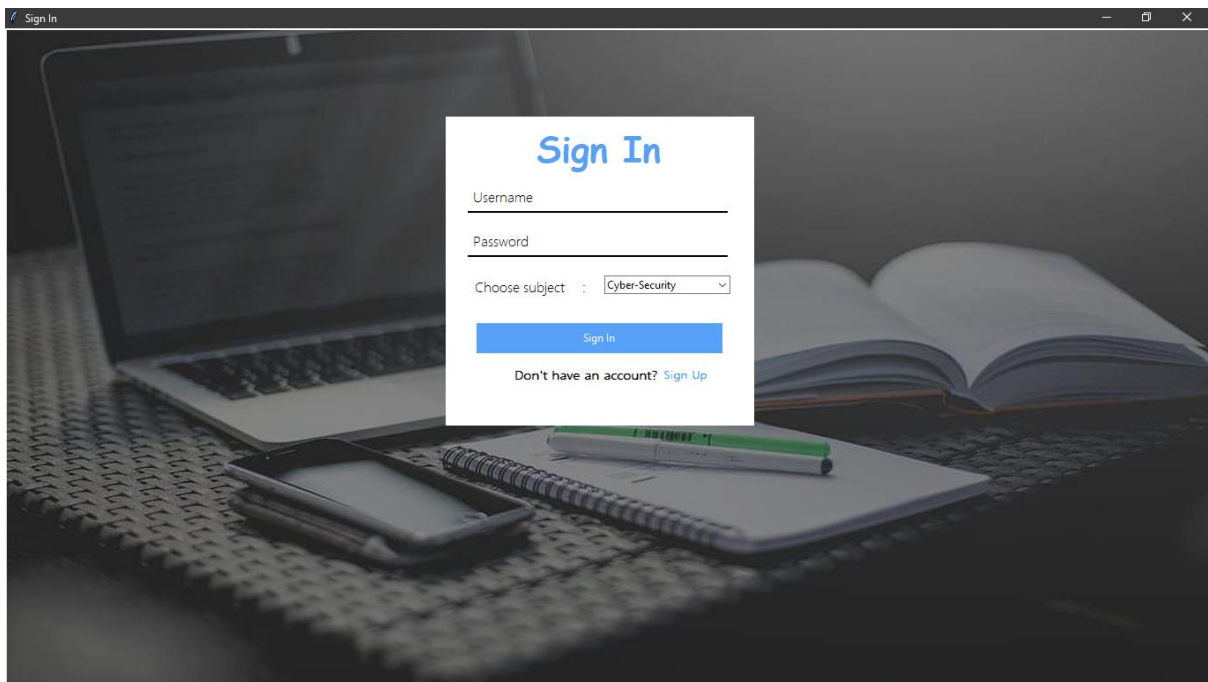 Sign In
Sign In
Username
Password
Choose subject : Cyber-Security
Sign In
Don't have an account? Sign Up